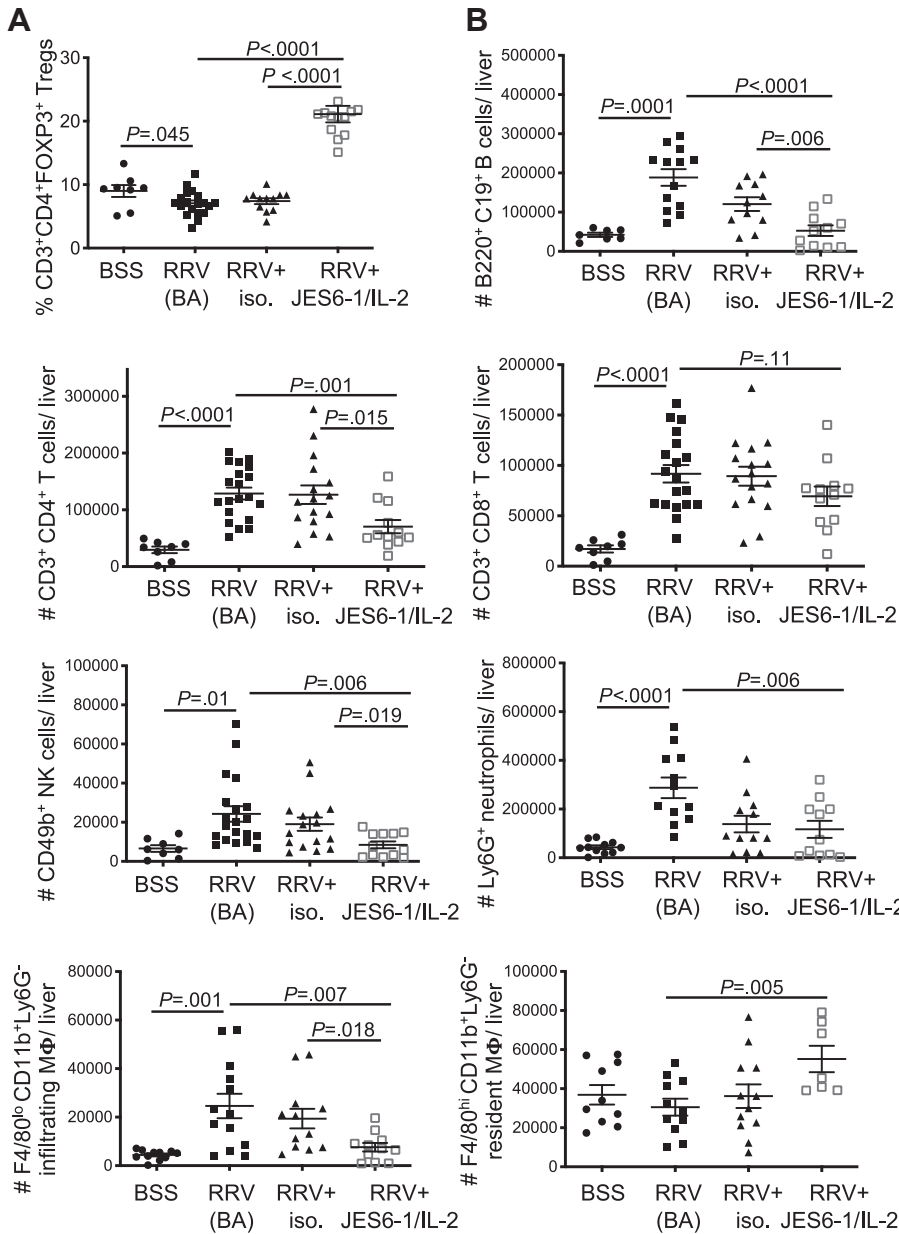 A
% CD3+CD4+FOXP3+ Tregs
30
20
10
0
P<.0001
P <.0001
P=.045
BSS RRV RRV+ RRV+
(BA) iso. JES6-1/IL-2
# CD3+ CD4+ T cells/ liver
300000
200000
100000
0
P=.001
P<.0001
P=.015
BSS RRV RRV+ RRV+
(BA) iso. JES6-1/IL-2
# CD49b+ NK cells/ liver
100000
80000
60000
40000
20000
0
P=.006
P=.01
P=.019
BSS RRV RRV+ RRV+
(BA) iso. JES6-1/IL-2
# F4/80lo CD11b+Ly6G-
infiltrating MΦ/ liver
80000
60000
40000
20000
0
P=.001
P=.007
P=.018
BSS RRV RRV+ RRV+
(BA) iso. JES6-1/IL-2
B
# B220+ C19+ B cells/ liver
500000
400000
300000
200000
100000
0
P<.0001
P=.0001
P=.006
BSS RRV RRV+ RRV+
(BA) iso. JES6-1/IL-2
# CD3+ CD8+ T cells/ liver
200000
150000
100000
50000
0
P=.11
P<.0001
BSS RRV RRV+ RRV+
(BA) iso. JES6-1/IL-2
# Ly6G+ neutrophils/ liver
800000
600000
400000
200000
0
P=.006
P<.0001
BSS RRV RRV+ RRV+
(BA) iso. JES6-1/IL-2
# F4/80hi CD11b+Ly6G-
resident MΦ/ liver
100000
80000
60000
40000
20000
0
P=.005
BSS RRV RRV+ RRV+
(BA) iso. JES6-1/IL-2